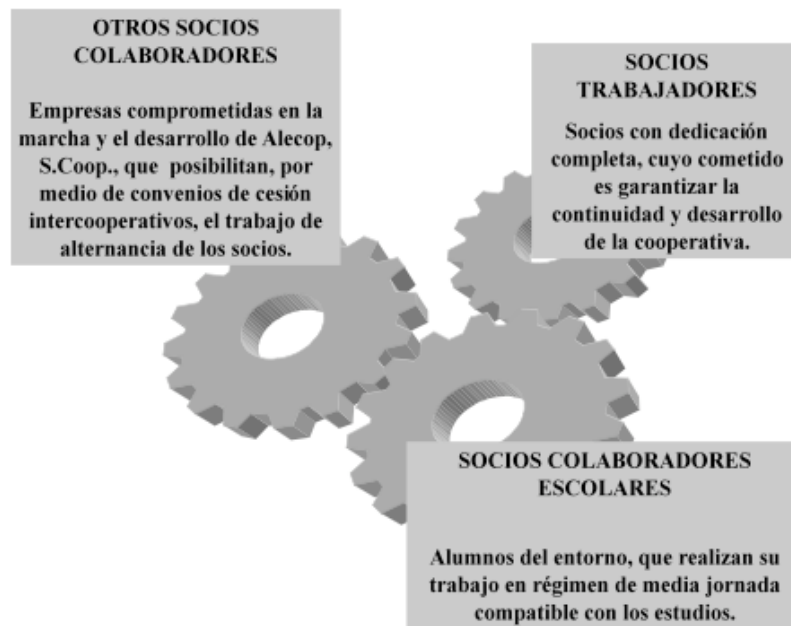 OTROS SOCIOS
COLABORADORES
Empresas comprometidas en la
marcha y el desarrollo de Alecop,
S.Coop., que posibilitan, por
medio de convenios de cesión
intercooperativos, el trabajo de
alternancia de los socios.
SOCIOS
TRABAJADORES
Socios con dedicación
completa, cuyo cometido
es garantizar la
continuidad y desarrollo
de la cooperativa.
SOCIOS COLABORADORES
ESCOLARES
Alumnos del entorno, que realizan su
trabajo en régimen de media jornada
compatible con los estudios.